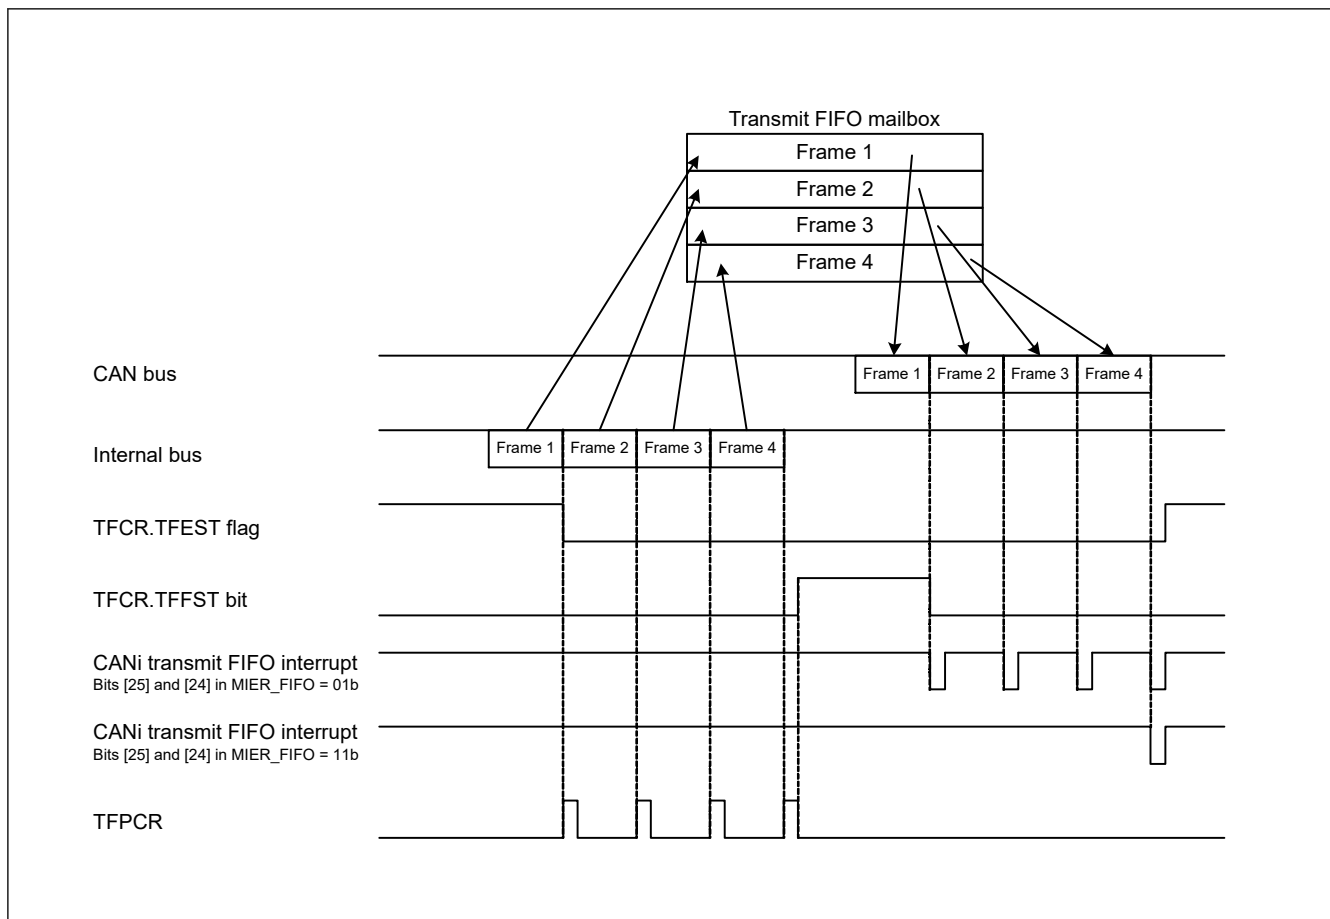 Transmit FIFO mailbox
Frame 1
Frame 2
Frame 3
Frame 4
CAN bus
Frame 1 Frame 2 Frame 3 Frame 4
Internal bus
Frame 1 Frame 2 Frame 3 Frame 4
TFCR.TFEST flag
TFCR.TFFST bit
CANi transmit FIFO interrupt
Bits [25] and [24] in MIER_FIFO = 01b
CANi transmit FIFO interrupt
Bits [25] and [24] in MIER_FIFO = 11b
TFPCR